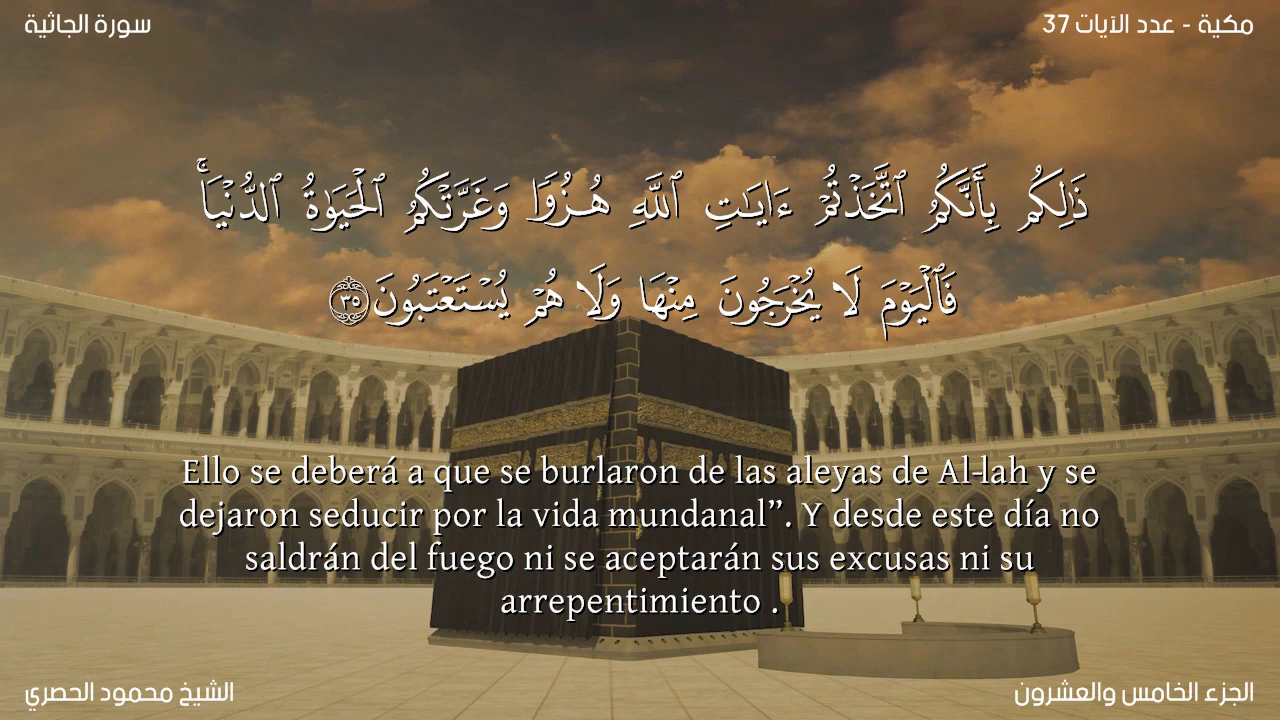 سورة الجاثية
مكية - عدد الآيات 37
ذَٰلِكُم بِأَنَّكُمُ ٱتَّخَذْتُمْ ءَايَـٰتِ ٱللَّهِ هُزُوًا وَغَرَّتْكُمُ ٱلْحَيَوٰةُ ٱلدُّنْيَا ۚ
فَٱلْيَوْمَ لَا يُخْرَجُونَ مِنْهَا وَلَا هُمْ يُسْتَعْتَبُونَ ٣٥
Ello se deberá a que se burlaron de las aleyas de Al-lah y se
dejaron seducir por la vida mundanal”. Y desde este día no
saldrán del fuego ni se aceptarán sus excusas ni su
arrepentimiento .
الشيخ محمود الحصري
الجزء الخامس والعشرون